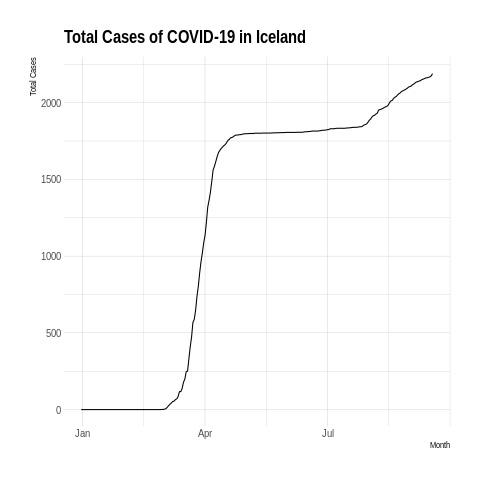 Total Cases of COVID-19 in Iceland
Total Cases
2000
1500
1000
500
0
Jan Apr Jul
Month